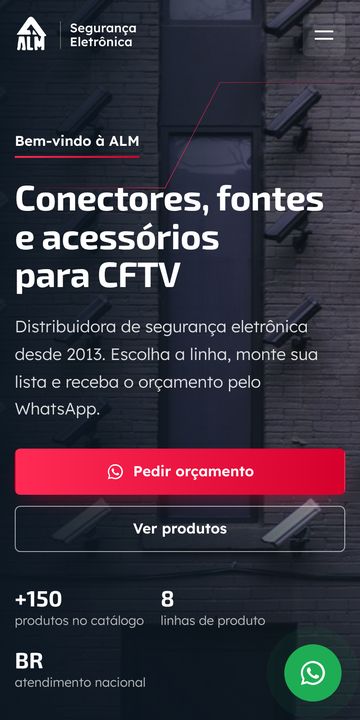 ALM
Segurança
Eletrônica
Bem-vindo à ALM
Conectores, fontes
e acessórios
para CFTV
Distribuidora de segurança eletrônica
desde 2013. Escolha a linha, monte sua
lista e receba o orçamento pelo
WhatsApp.
Pedir orçamento
Ver produtos
+150 8
produtos no catálogo linhas de produto
BR
atendimento nacional